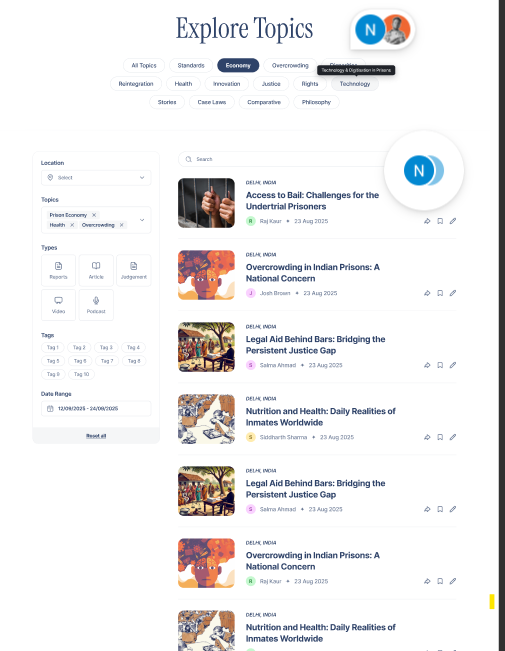 Explore Topics
N
All Topics
Standards
Economy
Overcrowding
Technology & Digitisation in Prisons
Reintegration
Health
Innovation
Justice
Rights
Technology
Stories
Case Laws
Comparative
Philosophy
Location
Select
Topics
Prison Economy
Health
Overcrowding
Types
Reports
Article
Judgement
Video
Podcast
Tags
Tag 1
Tag 2
Tag 3
Tag 4
Tag 5
Tag 6
Tag 7
Tag 8
Tag 9
Tag 10
Date Range
12/09/2025 - 24/09/2025
Reset all
Search
N
DELHI, INDIA
Access to Bail: Challenges for the
Undertrial Prisoners
R Raj Kaur • 23 Aug 2025
DELHI, INDIA
Overcrowding in Indian Prisons: A
National Concern
J Josh Brown • 23 Aug 2025
DELHI, INDIA
Legal Aid Behind Bars: Bridging the
Persistent Justice Gap
S Salma Ahmad • 23 Aug 2025
DELHI, INDIA
Nutrition and Health: Daily Realities of
Inmates Worldwide
S Siddharth Sharma • 23 Aug 2025
DELHI, INDIA
Legal Aid Behind Bars: Bridging the
Persistent Justice Gap
S Salma Ahmad • 23 Aug 2025
DELHI, INDIA
Overcrowding in Indian Prisons: A
National Concern
R Raj Kaur • 23 Aug 2025
DELHI, INDIA
Nutrition and Health: Daily Realities of
Inmates Worldwide